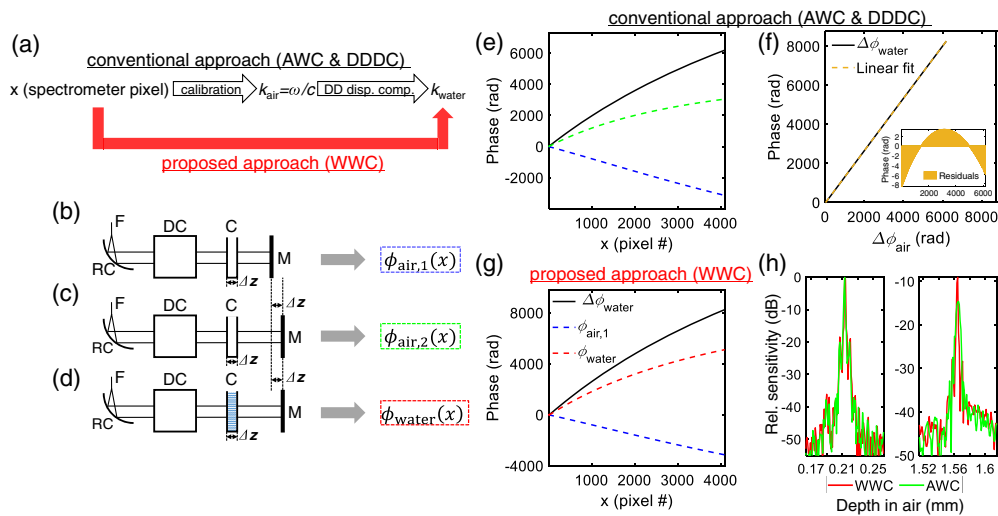 (a)
conventional approach (AWC & DDDC)
x (spectrometer pixel) calibration k_air=ω/c DD disp. comp. k_water
proposed approach (WWC)
(b)
F DC C
RC M
Δz
ϕ_air,1(x)
(c)
Δz
F DC C
RC M
Δz
ϕ_air,2(x)
(d)
Δz
F DC C
RC M
Δz
ϕ_water(x)
conventional approach (AWC & DDDC)
(e)
Phase (rad)
6000
4000
2000
0
-2000
1000 2000 3000 4000
x (pixel #)
(f)
Phase (rad)
8000
6000
4000
2000
0
Δϕ_water
Linear fit
Phase (rad)
4
2
0
-2
-4
-6
-8
Residuals
2000 4000 6000
0 2000 4000 6000 8000
Δϕ_air (rad)
(g)
proposed approach (WWC)
Phase (rad)
8000
4000
0
-4000
Δϕ_water
ϕ_air,1
ϕ_water
1000 2000 3000 4000
x (pixel #)
(h)
Rel. sensitivity (dB)
0
-10
-20
-30
-40
-50
0.17 0.21 0.25
-10
-20
-30
-40
-50
1.52 1.56 1.6
WWC AWC
Depth in air (mm)